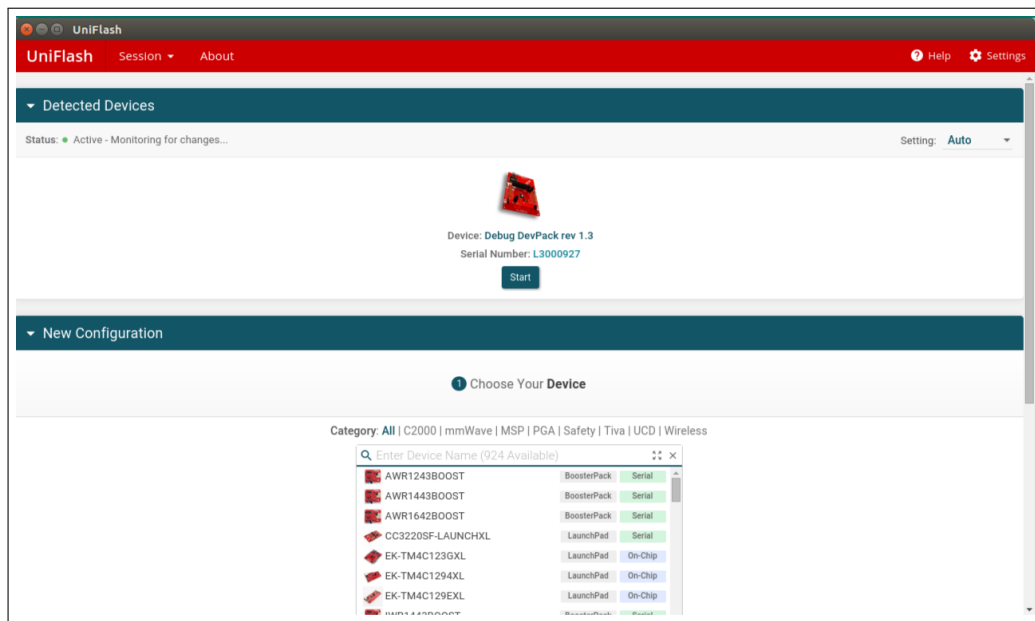 UniFlash
UniFlash Session About Help Settings
Detected Devices
Status: Active - Monitoring for changes... Setting: Auto
Device: Debug DevPack rev 1.3
Serial Number: L3000927
Start
New Configuration
1 Choose Your Device
Category: All | C2000 | mmWave | MSP | PGA | Safety | Tiva | UCD | Wireless
Enter Device Name (924 Available)
AWR1243BOOST BoosterPack Serial
AWR1443BOOST BoosterPack Serial
AWR1642BOOST BoosterPack Serial
CC3220SF-LAUNCHXL LaunchPad Serial
EK-TM4C123GXL LaunchPad On-Chip
EK-TM4C1294XL LaunchPad On-Chip
EK-TM4C129EXL LaunchPad On-Chip
IWR1443BOOST BoosterPack Serial